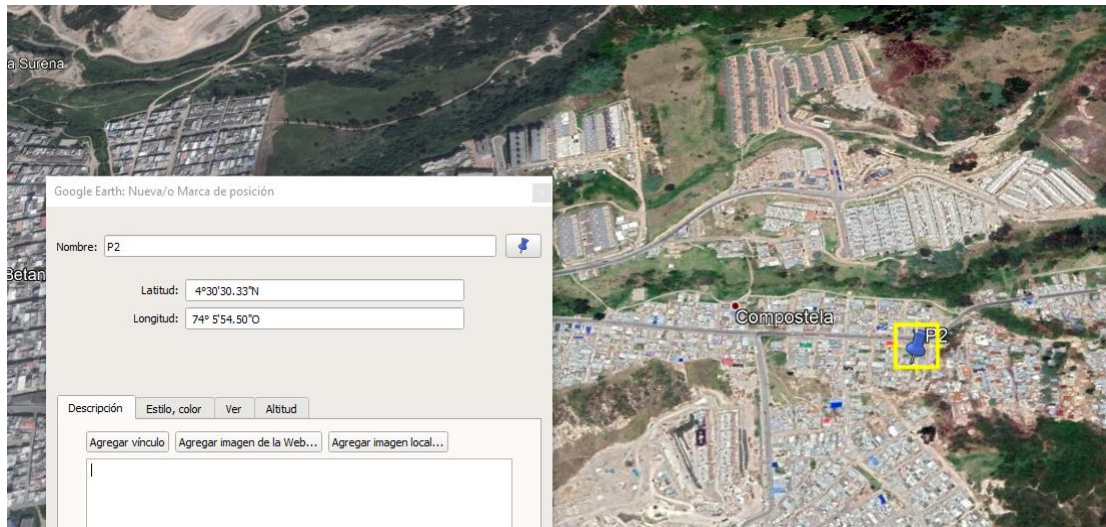 a Surena
Google Earth: Nueva/o Marca de posición
Nombre: P2
Betan
Latitud: 4°30'30.33"N
Longitud: 74° 5'54.50"O
Compostela
P2
Descripción Estilo, color Ver Altitud
Agregar vínculo Agregar imagen de la Web... Agregar imagen local...